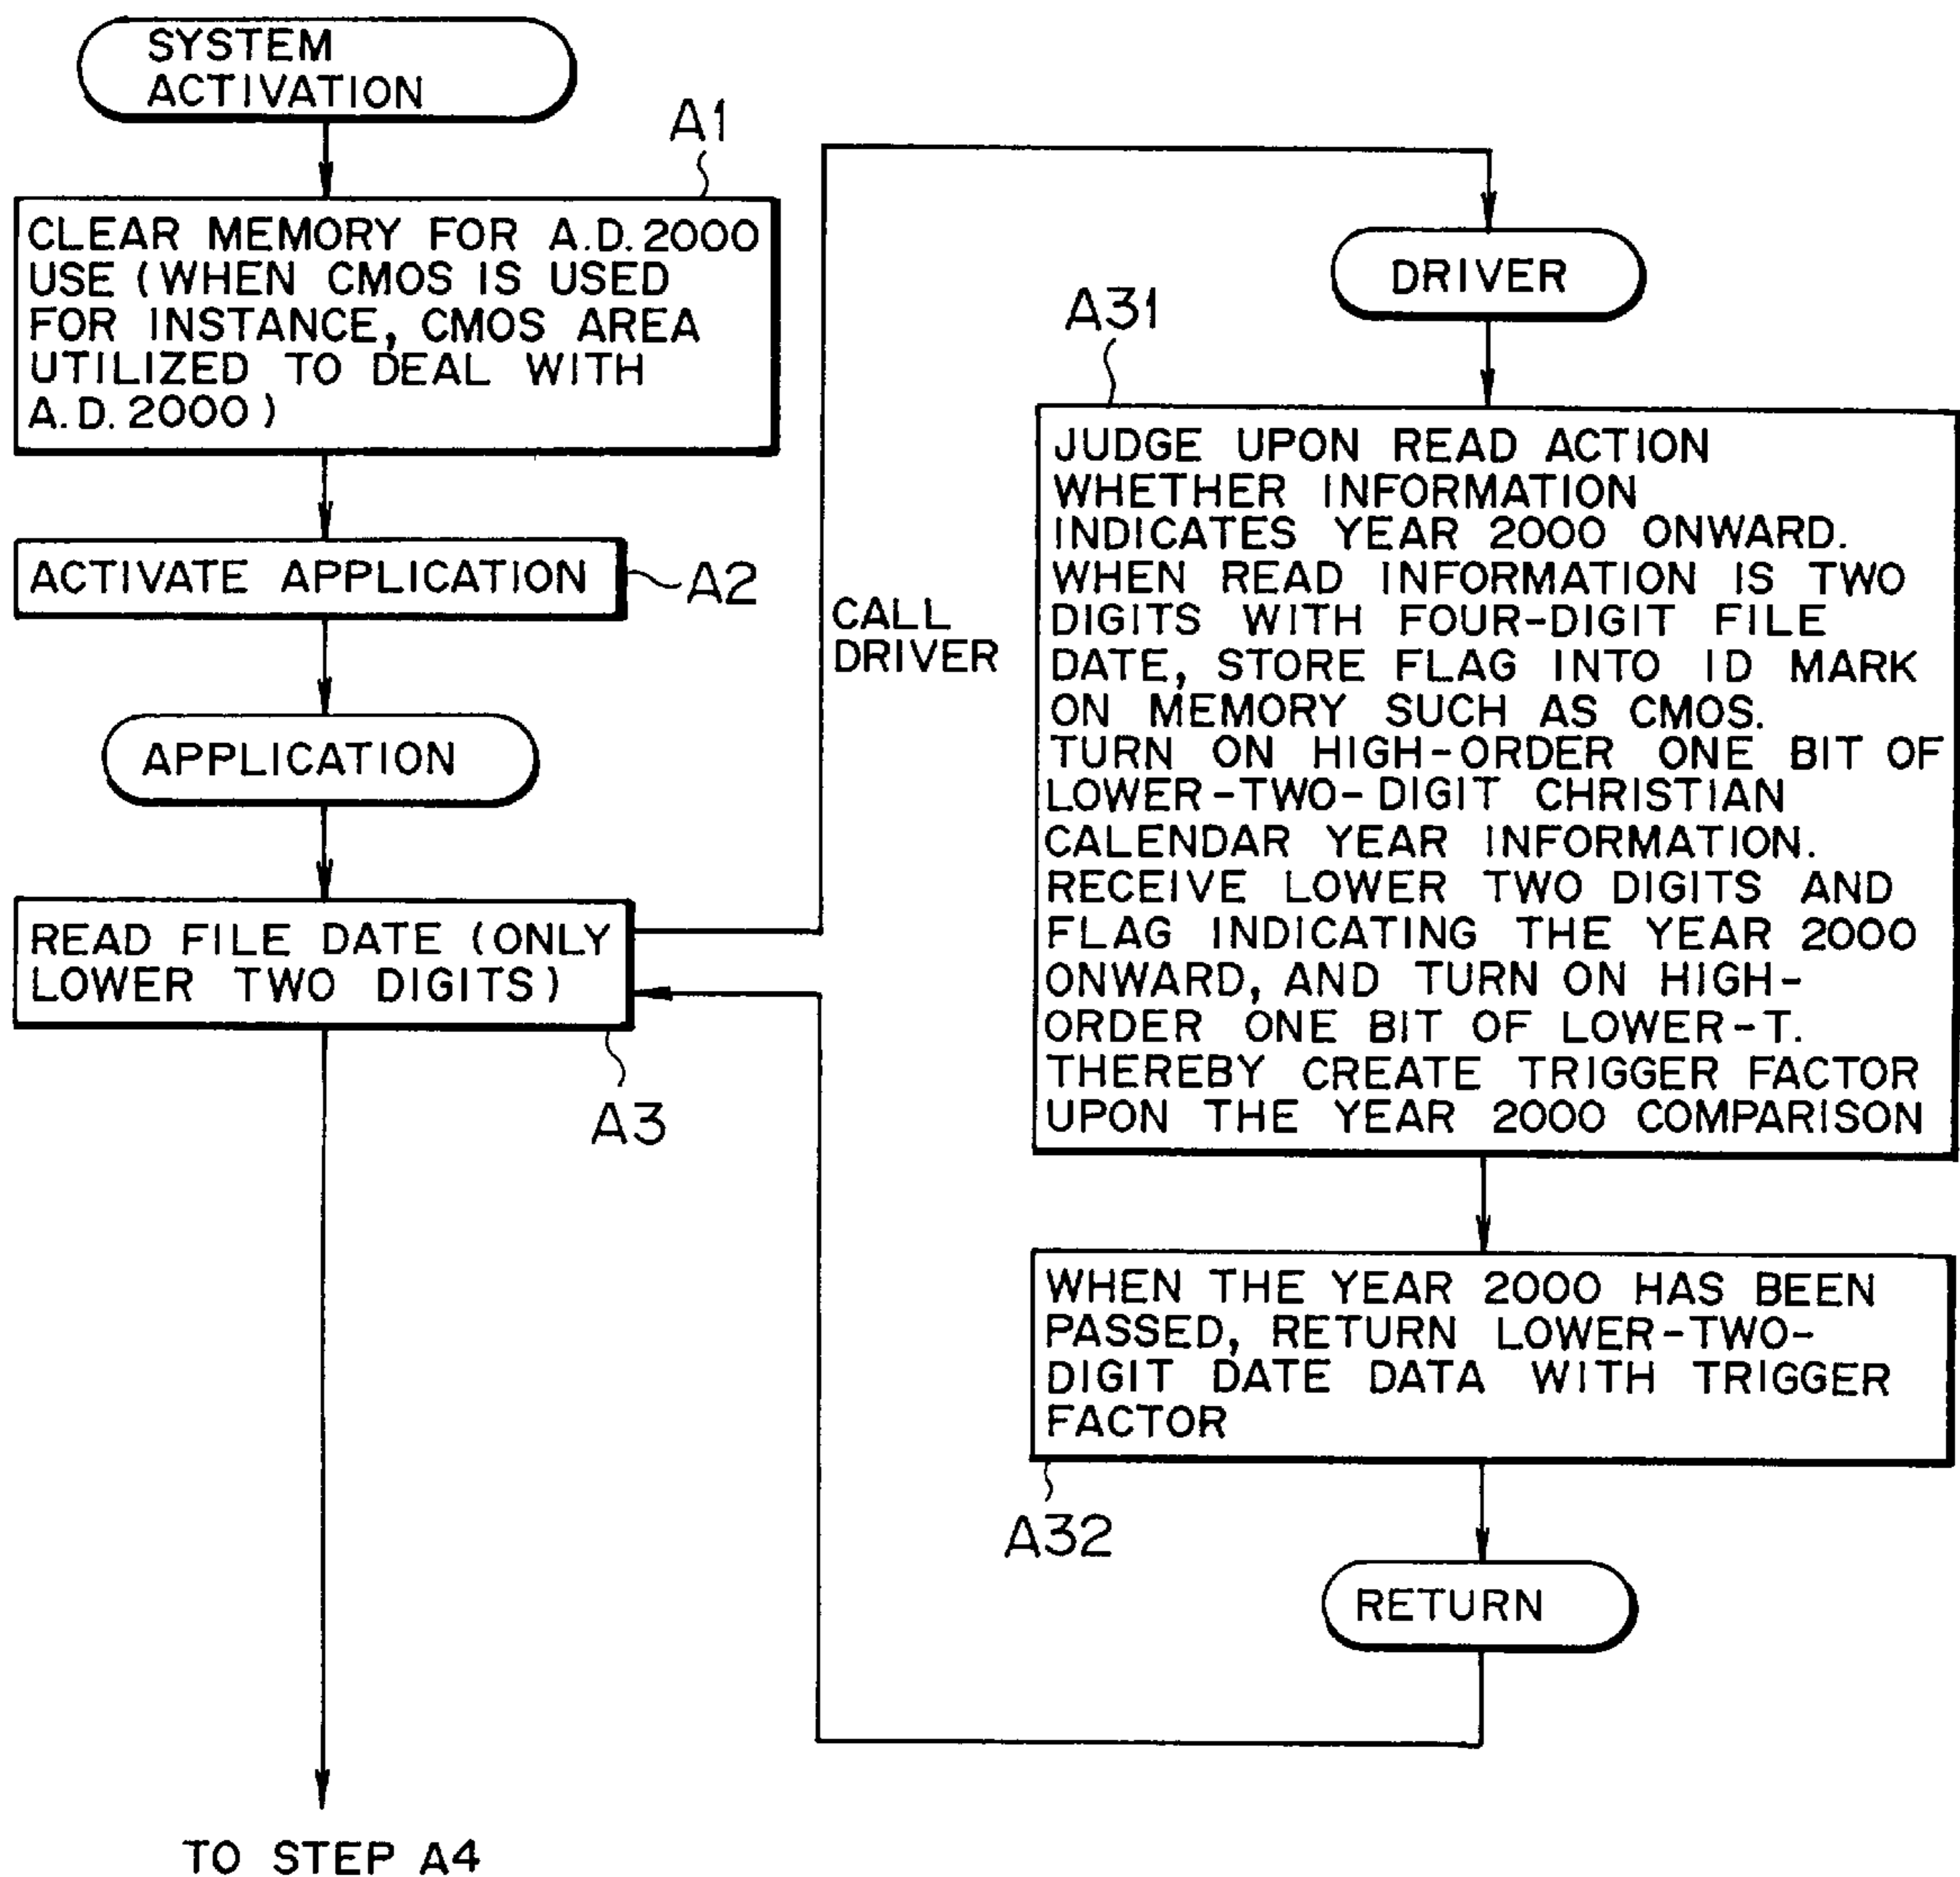 SYSTEM
ACTIVATION
A1
CLEAR MEMORY FOR A.D.2000
USE (WHEN CMOS IS USED
FOR INSTANCE, CMOS AREA
UTILIZED TO DEAL WITH
A.D.2000)
ACTIVATE APPLICATION
A2
APPLICATION
READ FILE DATE (ONLY
LOWER TWO DIGITS)
A3
TO STEP A4
CALL
DRIVER
DRIVER
A31
JUDGE UPON READ ACTION
WHETHER INFORMATION
INDICATES YEAR 2000 ONWARD.
WHEN READ INFORMATION IS TWO
DIGITS WITH FOUR-DIGIT FILE
DATE, STORE FLAG INTO ID MARK
ON MEMORY SUCH AS CMOS.
TURN ON HIGH-ORDER ONE BIT OF
LOWER-TWO-DIGIT CHRISTIAN
CALENDAR YEAR INFORMATION.
RECEIVE LOWER TWO DIGITS AND
FLAG INDICATING THE YEAR 2000
ONWARD, AND TURN ON HIGH-
ORDER ONE BIT OF LOWER-T.
THEREBY CREATE TRIGGER FACTOR
UPON THE YEAR 2000 COMPARISON
WHEN THE YEAR 2000 HAS BEEN
PASSED, RETURN LOWER-TWO-
DIGIT DATE DATA WITH TRIGGER
FACTOR
A32
RETURN